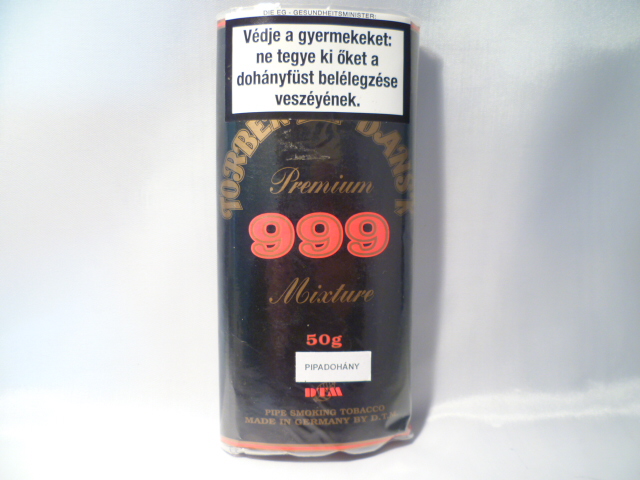 DIE EG - GESUNDHEITSMINISTER:
Védje a gyermekeket:
ne tegye ki őket a
dohányfüst belélegzése
veszéyének.
Premium
999
Mixture
50g
PIPADOHÁNY
DTM
PIPE SMOKING TOBACCO
MADE IN GERMANY BY D.T.